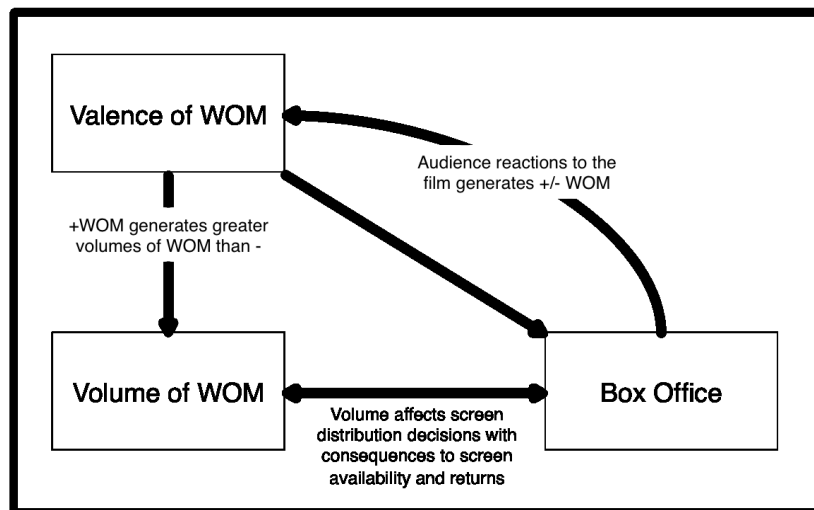 Valence of WOM
Audience reactions to the
film generates +/- WOM
+WOM generates greater
volumes of WOM than -
Volume of WOM
Box Office
Volume affects screen
distribution decisions with
consequences to screen
availability and returns